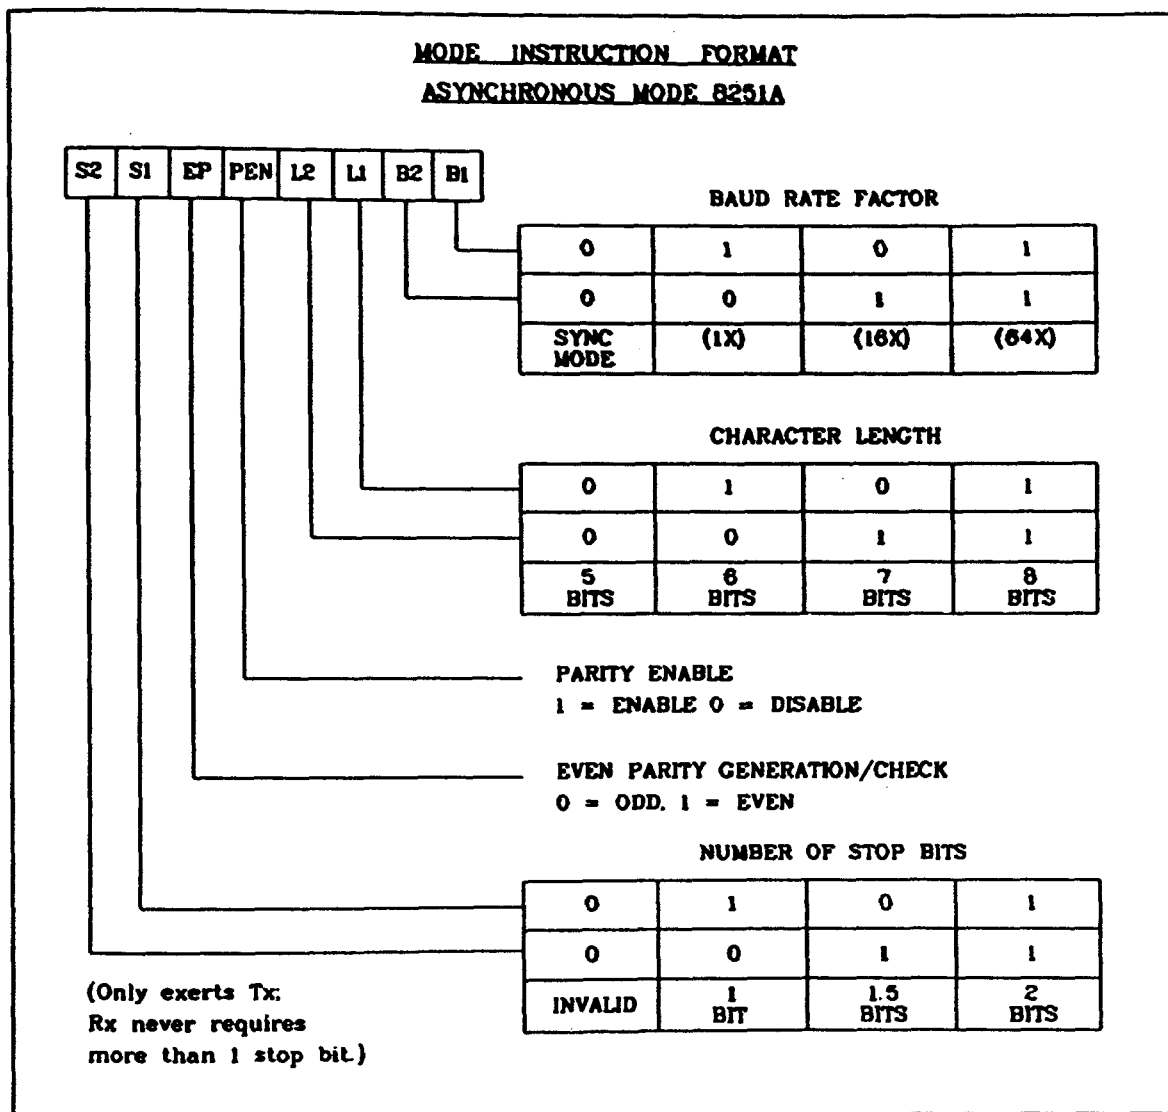 MODE INSTRUCTION FORMAT
ASYNCHRONOUS MODE 8251A
S2 S1 EP PEN L2 L1 B2 B1
BAUD RATE FACTOR
0 1 0 1
0 0 1 1
SYNC MODE (1X) (16X) (64X)
CHARACTER LENGTH
0 1 0 1
0 0 1 1
5 BITS 6 BITS 7 BITS 8 BITS
PARITY ENABLE
1 = ENABLE 0 = DISABLE
EVEN PARITY GENERATION/CHECK
0 = ODD, 1 = EVEN
NUMBER OF STOP BITS
0 1 0 1
0 0 1 1
INVALID 1 BIT 1.5 BITS 2 BITS
(Only exerts Tx:
Rx never requires
more than 1 stop bit.)